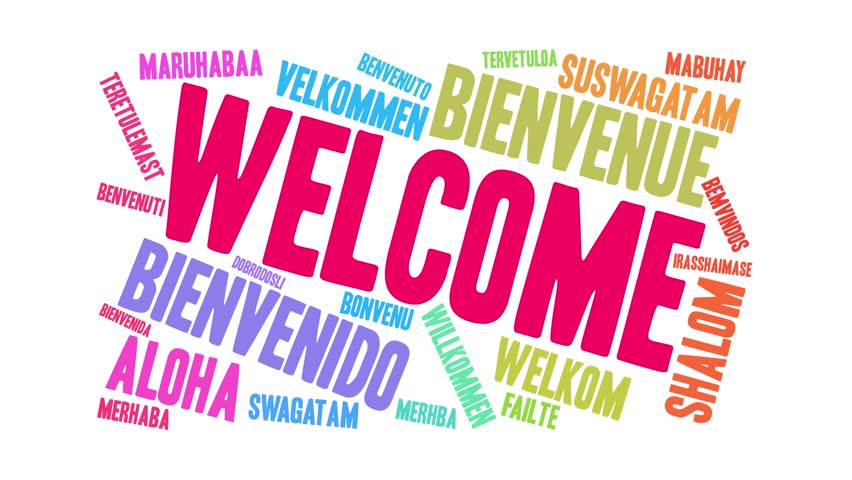 MARUHABAA
BENVENUTO
TERVETULOA
SUSWAGATAM
MABUHAY
TERETULEMAST
VELKOMMEN
BIENVENUE
WELCOME
BENVENUTI
BEMVINDOS
IRASSHAIMASE
BIENVENIDO
DOBRODOSLI
BONVENU
BIENVENIDA
ALOHA
WILLKOMMEN
WELKOM
SHALOM
MERHABA
SWAGATAM
MERHBA
FAILTE